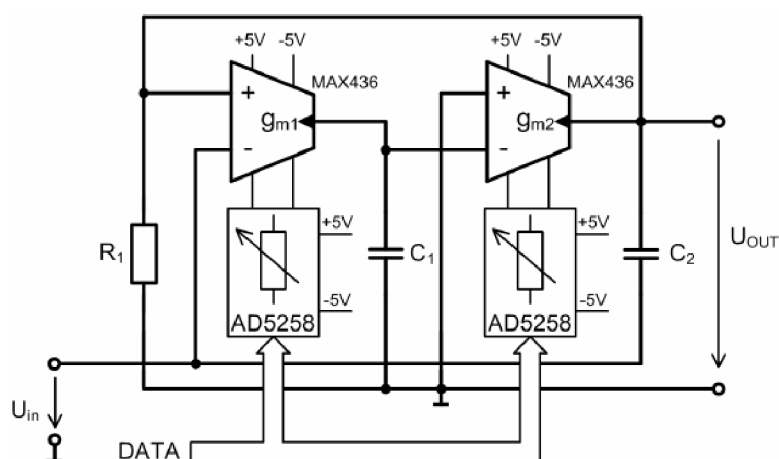 +5V -5V
MAX436
+
gm1
-
+5V -5V
MAX436
+
gm2
-
R1
+5V
-5V
AD5258
C1
+5V
-5V
AD5258
C2
UOUT
Uin
DATA